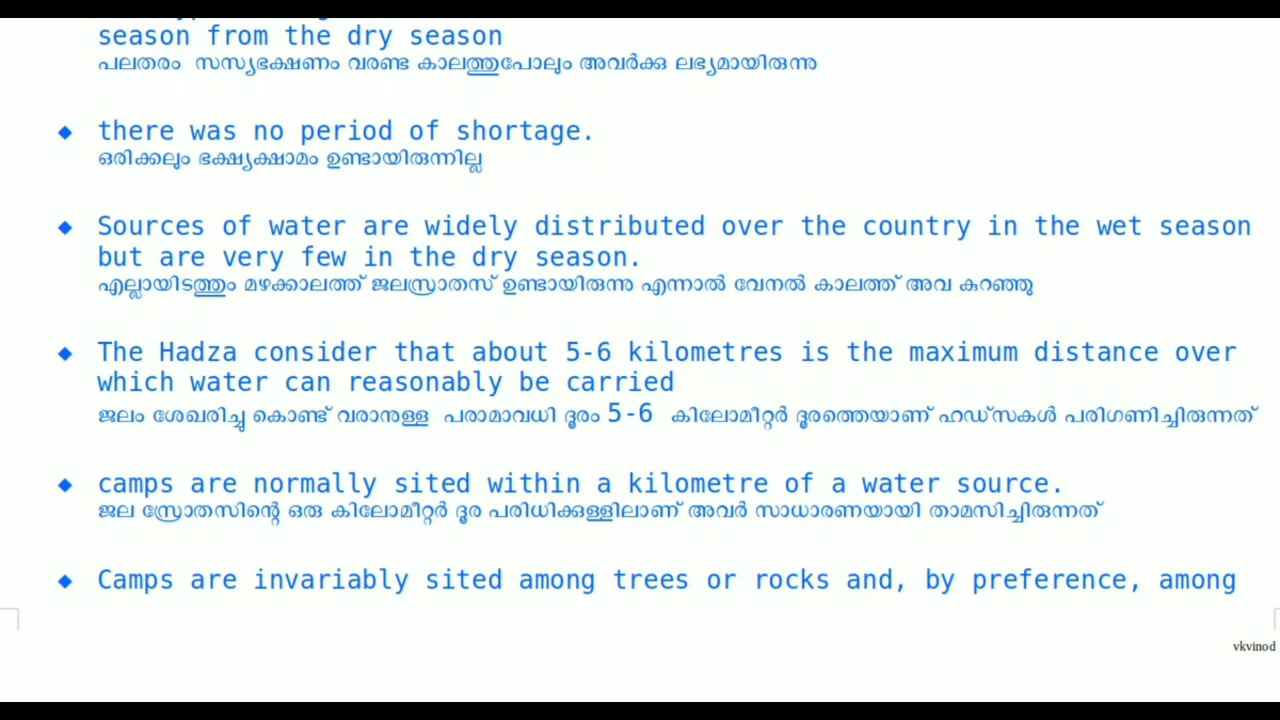 season from the dry season
പലതരം സസ്യഭക്ഷണം വരണ്ട കാലത്തുപോലും അവർക്കു ലഭ്യമായിരുന്നു
◆ there was no period of shortage.
ഒരിക്കലും ഭക്ഷ്യക്ഷാമം ഉണ്ടായിരുന്നില്ല
◆ Sources of water are widely distributed over the country in the wet season
but are very few in the dry season.
എല്ലായിടത്തും മഴക്കാലത്ത് ജലസ്രാതസ് ഉണ്ടായിരുന്നു എന്നാൽ വേനൽ കാലത്ത് അവ കുറഞ്ഞു
◆ The Hadza consider that about 5-6 kilometres is the maximum distance over
which water can reasonably be carried
ജലം ശേഖരിച്ചു കൊണ്ട് വരാനുള്ള പരാമാവധി ദൂരം 5-6 കിലോമീറ്റർ ദൂരത്തെയാണ് ഹഡ്സകൾ പരിഗണിച്ചിരുന്നത്
◆ camps are normally sited within a kilometre of a water source.
ജല സ്രോതസിന്റെ ഒരു കിലോമീറ്റർ ദൂര പരിധിക്കുള്ളിലാണ് അവർ സാധാരണയായി താമസിച്ചിരുന്നത്
◆ Camps are invariably sited among trees or rocks and, by preference, among
vkvinod